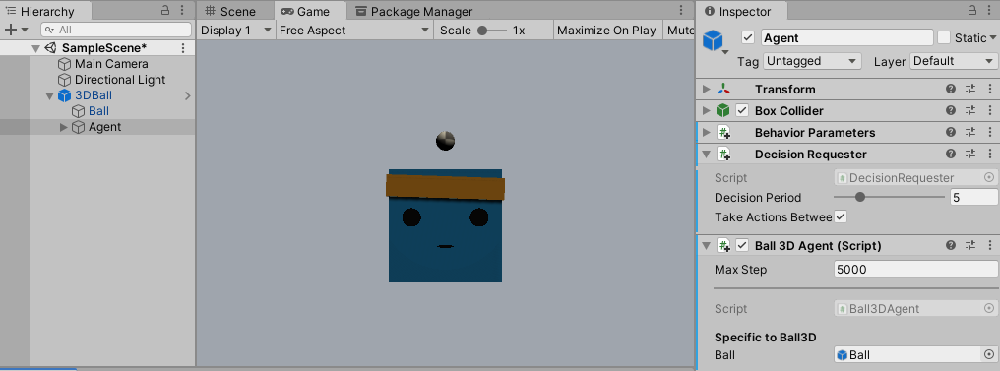 Hierarchy
All
SampleScene*
Main Camera
Directional Light
3DBall
Ball
Agent
Scene
Game
Package Manager
Display 1
Free Aspect
Scale
1x
Maximize On Play
Mute
Inspector
Agent
Static
Tag
Untagged
Layer
Default
Transform
Box Collider
Behavior Parameters
Decision Requester
Script
DecisionRequester
Decision Period
5
Take Actions Betwee
Ball 3D Agent (Script)
Max Step
5000
Script
Ball3DAgent
Specific to Ball3D
Ball
Ball